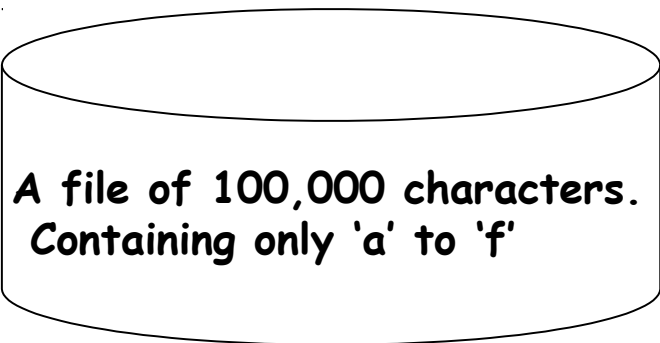 A file of 100,000 characters.
Containing only ‘a’ to ‘f’